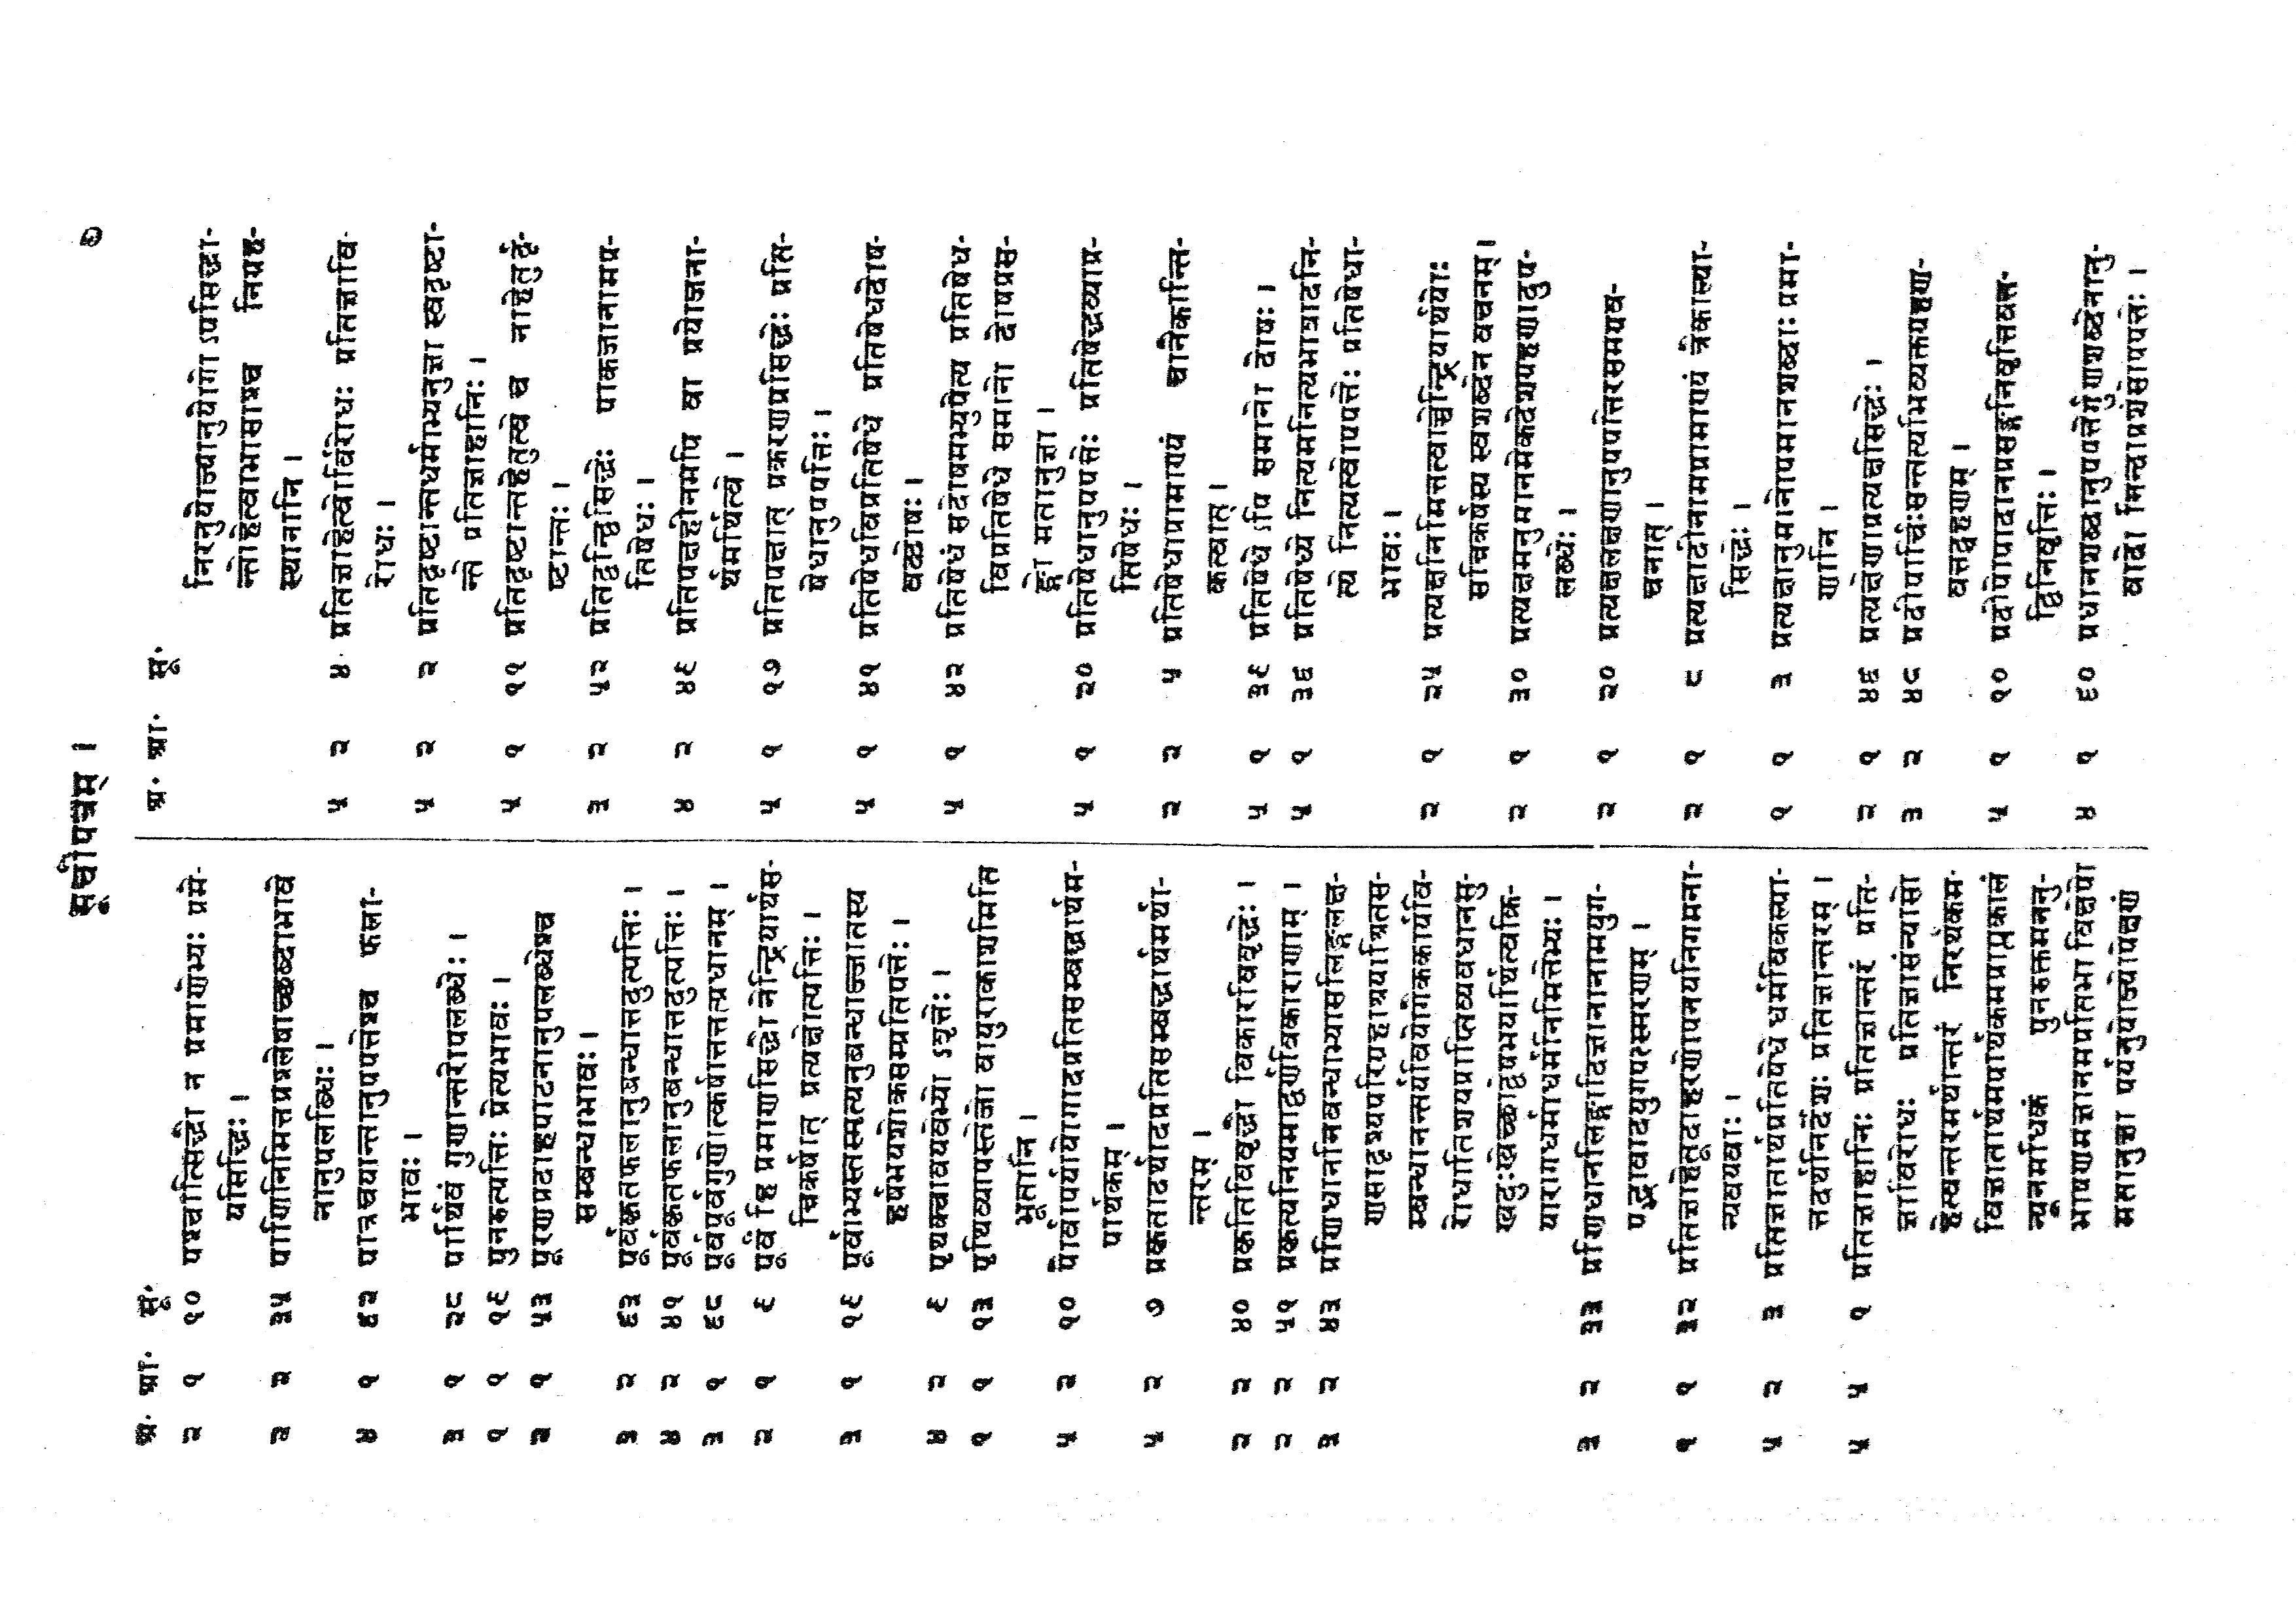 सूचीपत्रम् ।
७
अ॰ आ॰ सू॰
२ १ १० पश्चात्सिद्धौ न प्रमाणेभ्यः प्रमे-
यसिद्धिः ।
२ २ ३५ पाणिनिमित्तप्रश्लेषाच्छब्दाभावे
नानुपलब्धिः ।
४ १ ६२ पात्रचयान्तानुपपत्तेश्च फला-
भावः ।
३ १ २८ पार्थिवं गुणान्तरोपलब्धेः ।
१ १ १९ पुनरुत्पत्तिः प्रेत्यभावः ।
२ १ ५३ पूरणप्रदाहपाटनानुपलब्धेश्च
सम्बन्धाभावः ।
३ २ ६३ पूर्वकृतफलानुबन्धात्तदुत्पत्तिः ।
४ २ ४१ पूर्वकृतफलानुबन्धात्तदुत्पत्तिः ।
३ १ ६८ पूर्वपूर्वगुणोत्कर्षात्तत्तत्प्रधानम् ।
२ १ ९ पूर्वं हि प्रमाणसिद्धौ नेन्द्रियार्थस-
न्निकर्षात् प्रत्यक्षोत्पत्तिः ।
३ १ १९ पूर्वाभ्यस्तस्मृत्यनुबन्धाज्जातस्य
हर्षभयशोकसम्प्रतिपत्तेः ।
४ २ ९ पृथक्चावयवेभ्यो ऽवृत्तेः ।
१ १ १३ पृथिव्यापस्तेजो वायुराकाशमिति
भूतानि ।
५ २ १० पौर्वापर्यायोगादप्रतिसम्बद्धार्थम-
पार्थकम् ।
५ २ ७ प्रकृतादर्थादप्रतिसम्बद्धार्थमर्था-
न्तरम् ।
२ २ ४० प्रकृतिविवृद्धौ विकारविवृद्धेः ।
२ २ ५१ प्रकृत्यनियमाद्वर्णविकाराणाम् ।
३ २ ४३ प्रणिधाननिबन्धाभ्यासलिङ्गलक्ष-
णसादृश्यपरिग्रहाश्रयाश्रितस-
म्बन्धानन्तर्यवियोगैककार्यवि-
रोधातिशयप्राप्तिव्यवधानसु-
खदुःखेच्छाद्वेषभयार्थित्वक्रि-
यारागधर्माधर्मनिमित्तेभ्यः ।
३ २ ३३ प्रणिधानलिङ्गादिज्ञानानामयुग-
पद्भावादयुगपत्स्मरणम् ।
१ १ ३२ प्रतिज्ञाहेतूदाहरणोपनयनिगमना-
न्यवयवाः ।
५ २ ३ प्रतिज्ञातार्थप्रतिषेधे धर्मविकल्पा-
त्तदर्थनिर्देशः प्रतिज्ञान्तरम् ।
५ ५ १ प्रतिज्ञाहानिः प्रतिज्ञान्तरं प्रति-
ज्ञाविरोधः प्रतिज्ञासंन्यासो
हेत्वन्तरमर्थान्तरं निरर्थकम-
विज्ञातार्थमपार्थकमप्राप्तकालं
न्यूनमधिकं पुनरुक्तमननु-
भाषणमज्ञानमप्रतिभा विक्षेपो
मतानुज्ञा पर्यनुयोज्योपेक्षणं
अ॰ आ॰ सू॰
निरनुयोज्यानुयोगो ऽपसिद्धा-
न्तोहेत्वाभासाश्च निग्रह-
स्थानानि ।
५ २ ४ प्रतिज्ञाहेत्वोर्विरोधः प्रतिज्ञावि-
रोधः ।
५ २ २ प्रतिदृष्टान्तधर्माभ्यनुज्ञा स्वदृष्टा-
न्ते प्रतिज्ञाहानिः ।
५ १ ११ प्रतिदृष्टान्तहेतुत्वे च नाहेतुर्दृ-
ष्टान्तः ।
३ २ ५२ प्रतिद्वन्द्विसिद्धेः पाकजानामप्र-
तिषेधः ।
४ २ ४९ प्रतिपक्षहीनमपि वा प्रयोजना-
र्थमर्थित्वे ।
५ १ १७ प्रतिपक्षात् प्रकरणप्रसिद्धेः प्रति-
षेधानुपपत्तिः ।
५ १ ४१ प्रतिषेधविप्रतिषेधे प्रतिषेधदोष-
वद्दोषः ।
५ १ ४२ प्रतिषेधं सदोषमभ्युपेत्य प्रतिषेध-
विप्रतिषेधे समानो दोषप्रस-
ङ्गो मतानुज्ञा ।
५ १ २० प्रतिषेधानुपपत्तेः प्रतिषेद्धव्याप्र-
तिषेधः ।
२ २ ५ प्रतिषेधाप्रामाण्यं चानैकान्ति-
कत्वात् ।
५ १ ३९ प्रतिषेधे ऽपि समानो दोषः ।
५ १ ३६ प्रतिषेध्ये नित्यमनित्यभावादनि-
त्ये नित्यत्वोपपत्तेः प्रतिषेधा-
भावः ।
२ १ २५ प्रत्यक्षनिमित्तत्वाच्चेन्द्रियार्थयोः
सन्निकर्षस्य स्वशब्देन वचनम् ।
२ १ ३० प्रत्यक्षमनुमानमेकदेशग्रहणादुप-
लब्धेः ।
२ १ २० प्रत्यक्षलक्षणानुपपत्तिरसमग्रव-
चनात् ।
२ १ ८ प्रत्यक्षादीनामप्रामाण्यं त्रैकाल्या-
सिद्धेः ।
१ १ ३ प्रत्यक्षानुमानोपमानशब्दाः प्रमा-
णानि ।
२ १ ४६ प्रत्यक्षेणाप्रत्यक्षसिद्धेः ।
३ २ ४८ प्रदीपार्चिःसन्तत्यभिव्यक्तग्रहण-
वत्तद्ग्रहणम् ।
५ १ १० प्रदीपोपादानप्रसङ्गनिवृत्तिवत्त-
द्विनिवृत्तिः ।
४ १ ६० प्रधानशब्दानुपपत्तेर्गुणशब्देनानु-
वादो निन्दाप्रशंसोपपत्तेः ।